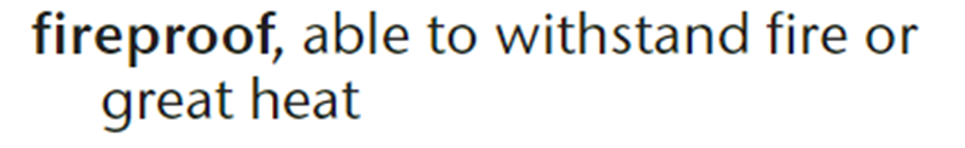 fireproof, able to withstand fire or
great heat